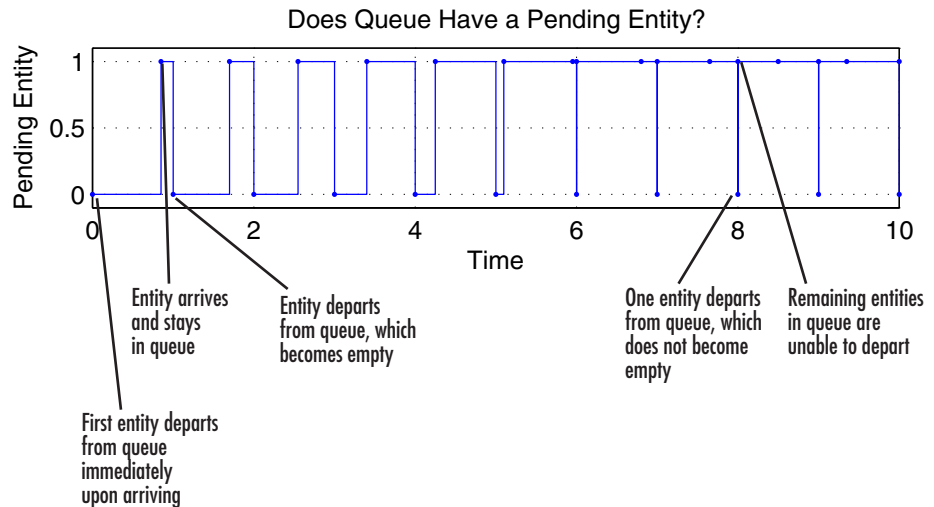 Does Queue Have a Pending Entity?
Pending Entity
1
0.5
0
0
2
4
6
8
10
Time
Entity arrives
and stays
in queue
Entity departs
from queue, which
becomes empty
One entity departs
from queue, which
does not become
empty
Remaining entities
in queue are
unable to depart
First entity departs
from queue
immediately
upon arriving